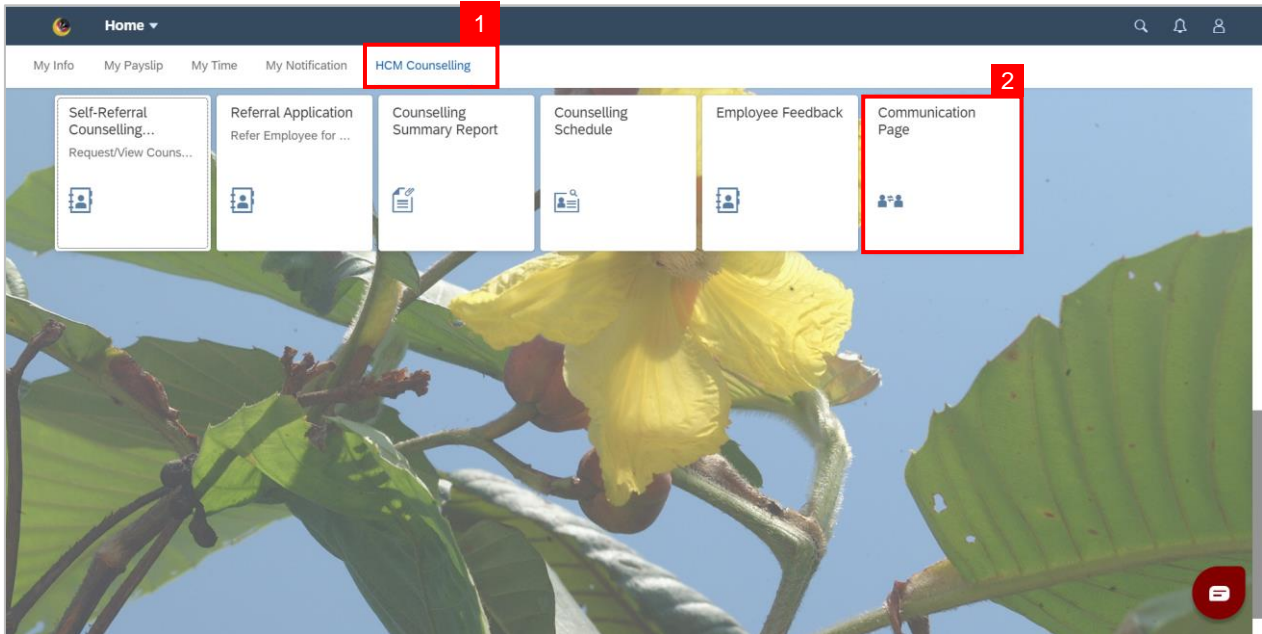 Home
1
My Info My Payslip My Time My Notification HCM Counselling
2
Self-Referral
Counselling...
Request/View Couns...
Referral Application
Refer Employee for ...
Counselling
Summary Report
Counselling
Schedule
Employee Feedback
Communication
Page